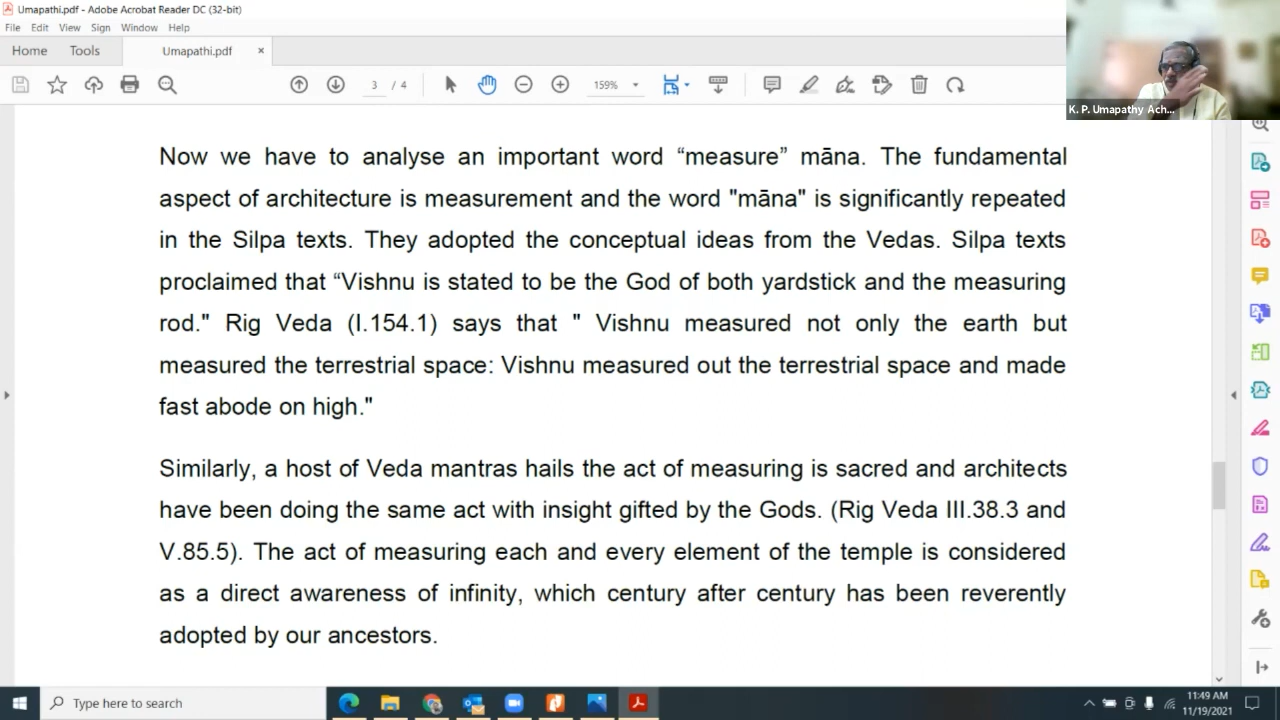 Umapathi.pdf - Adobe Acrobat Reader DC (32-bit)
File Edit View Sign Window Help
Home Tools Umapathi.pdf ×
3 / 4 159%
K. P. Umapathy Ach...
Now we have to analyse an important word “measure” māna. The fundamental
aspect of architecture is measurement and the word "māna" is significantly repeated
in the Silpa texts. They adopted the conceptual ideas from the Vedas. Silpa texts
proclaimed that “Vishnu is stated to be the God of both yardstick and the measuring
rod." Rig Veda (I.154.1) says that " Vishnu measured not only the earth but
measured the terrestrial space: Vishnu measured out the terrestrial space and made
fast abode on high."
Similarly, a host of Veda mantras hails the act of measuring is sacred and architects
have been doing the same act with insight gifted by the Gods. (Rig Veda III.38.3 and
V.85.5). The act of measuring each and every element of the temple is considered
as a direct awareness of infinity, which century after century has been reverently
adopted by our ancestors.
Type here to search
11:49 AM
11/19/2021